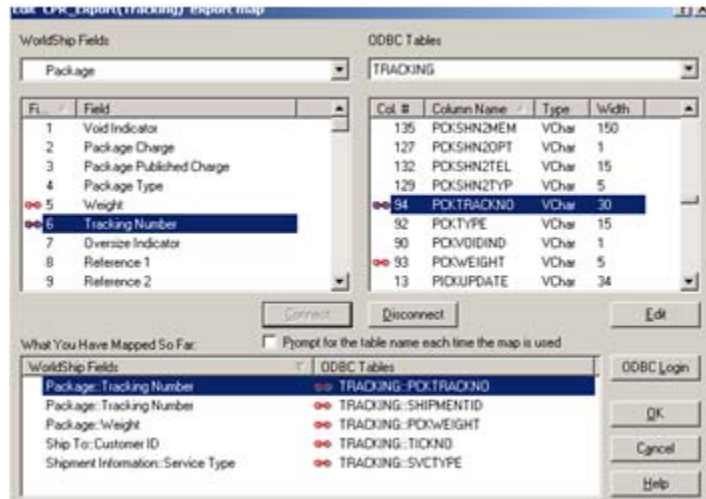 Edit CPR_Export(Tracking) export map
WorldShip Fields
ODBC Tables
Package
TRACKING
Fi... Field
Col # Column Name Type Width
1 Void Indicator
2 Package Charge
3 Package Published Charge
4 Package Type
5 Weight
6 Tracking Number
7 Oversize Indicator
8 Reference 1
9 Reference 2
135 PCKSHN2MEM VChar 150
127 PCKSHN2OPT VChar 1
132 PCKSHN2TEL VChar 15
129 PCKSHN2TYP VChar 5
94 PCKTRACKNO VChar 30
92 PCKTYPE VChar 15
90 PCKVOIDIND VChar 1
93 PCKWEIGHT VChar 5
13 PICKUPDATE VChar 34
Connect
Disconnect
Edit
What You Have Mapped So Far:
Prompt for the table name each time the map is used
WorldShip Fields ODBC Tables
Package::Tracking Number TRACKING::PCKTRACKNO
Package::Tracking Number TRACKING::SHIPMENTID
Package::Weight TRACKING::PCKWEIGHT
Ship To::Customer ID TRACKING::TICKNO
Shipment Information::Service Type TRACKING::SVCTYPE
ODBC Login
OK
Cancel
Help